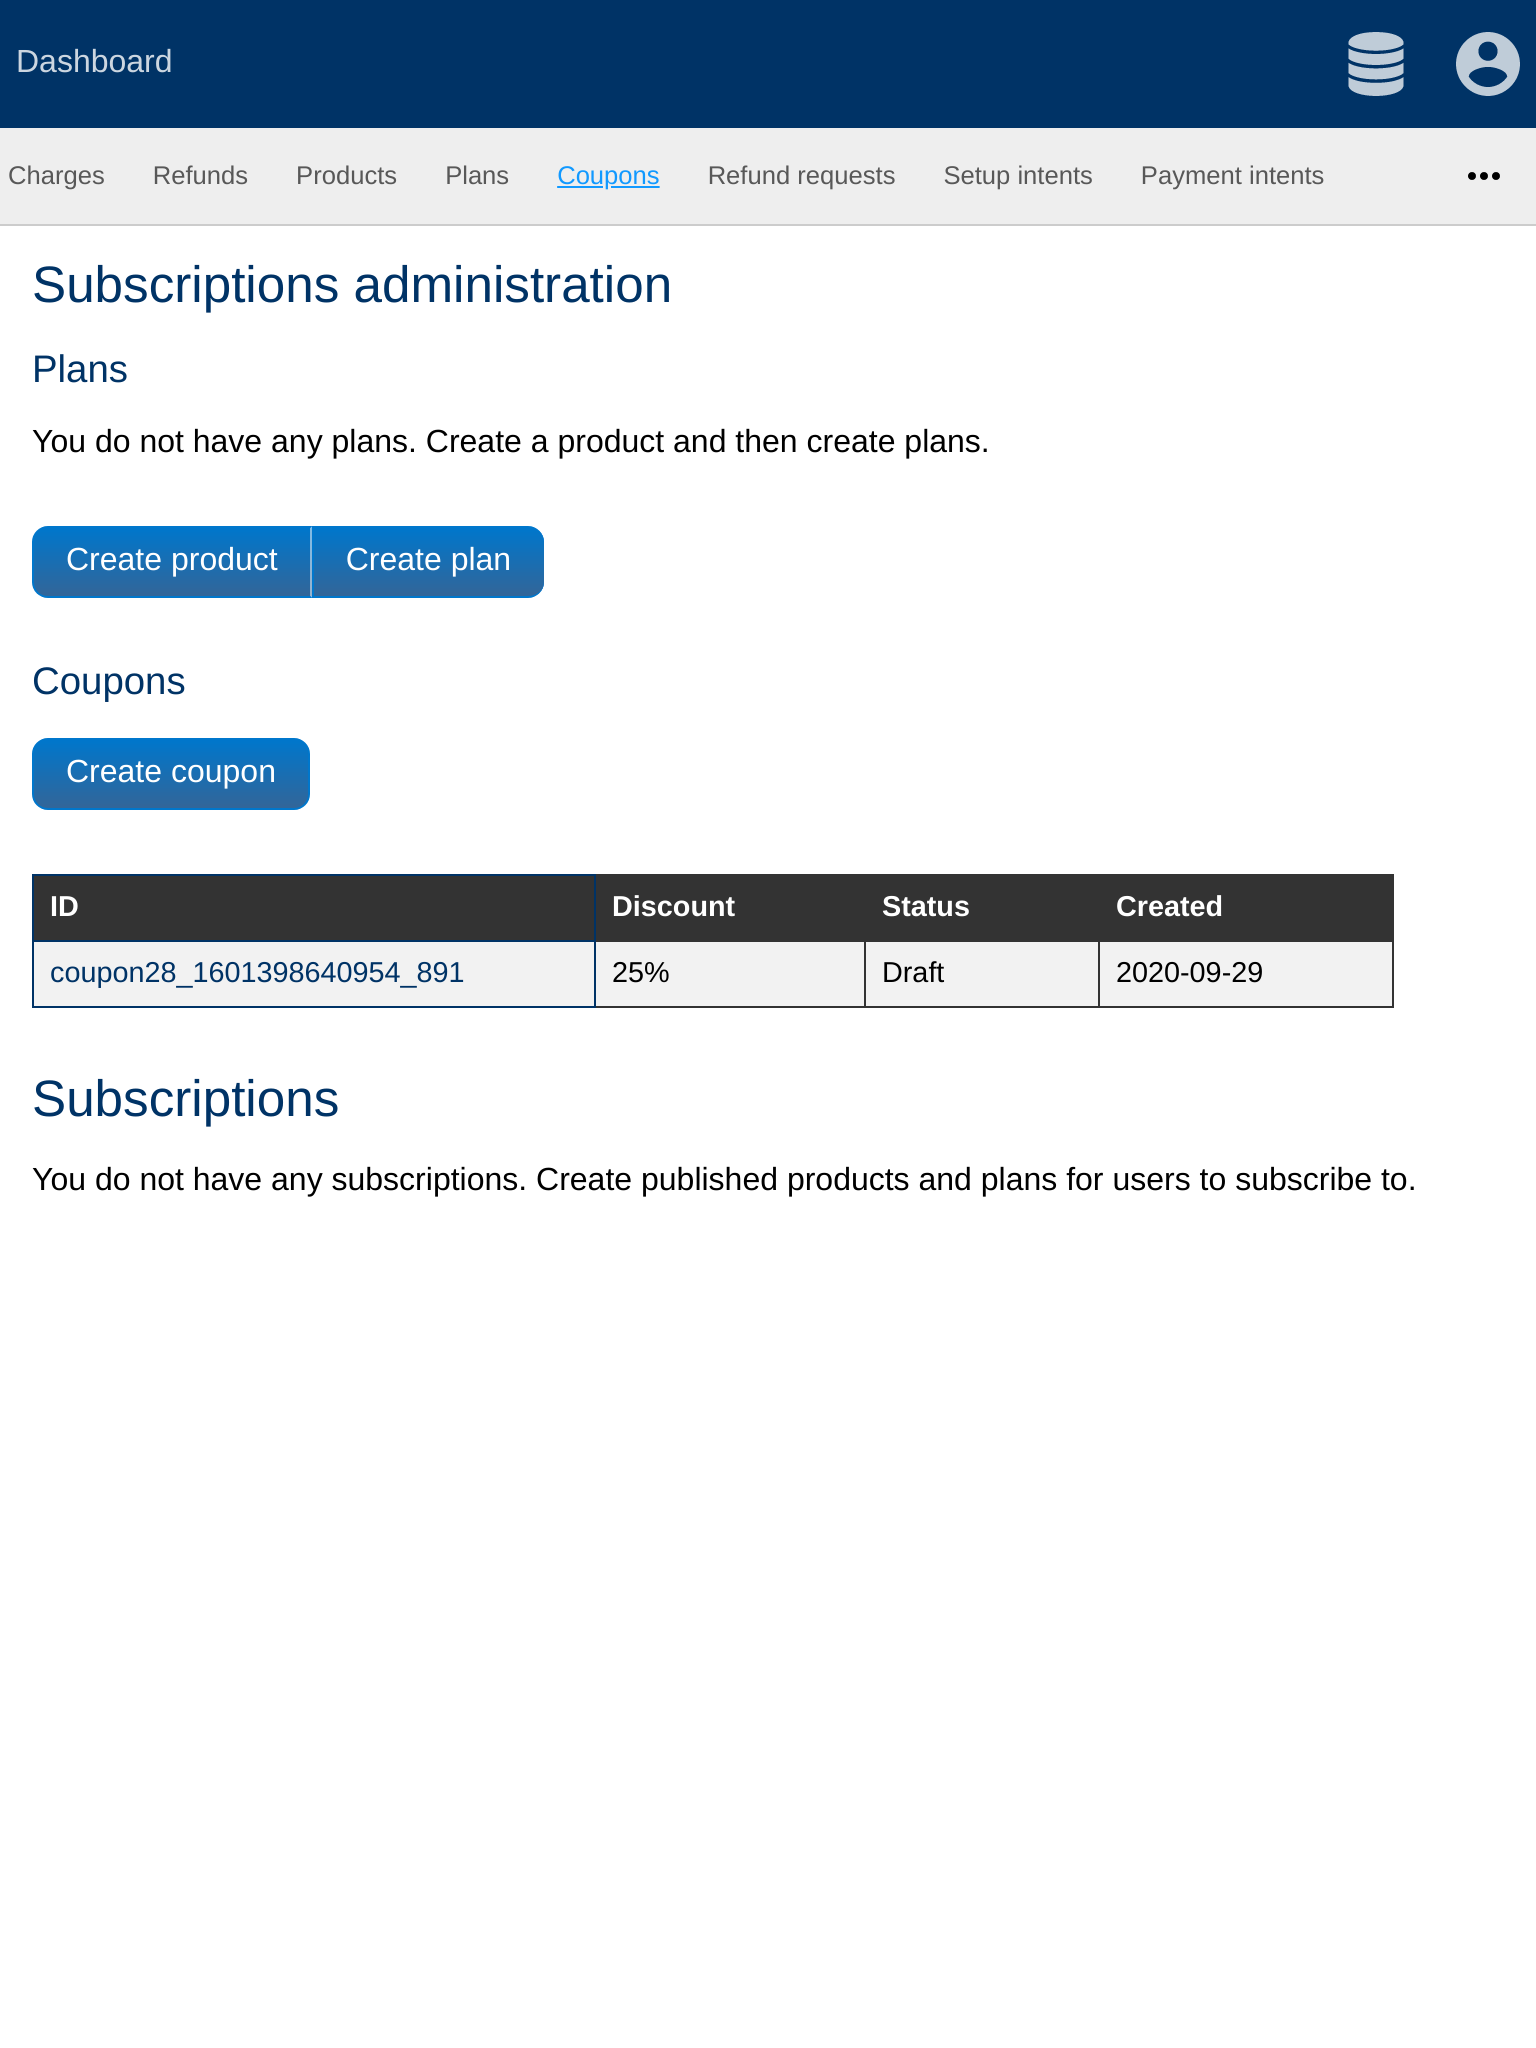 Dashboard
Charges Refunds Products Plans Coupons Refund requests Setup intents Payment intents
Subscriptions administration
Plans
You do not have any plans. Create a product and then create plans.
Create product Create plan
Coupons
Create coupon
ID Discount Status Created
coupon28_1601398640954_891 25% Draft 2020-09-29
Subscriptions
You do not have any subscriptions. Create published products and plans for users to subscribe to.